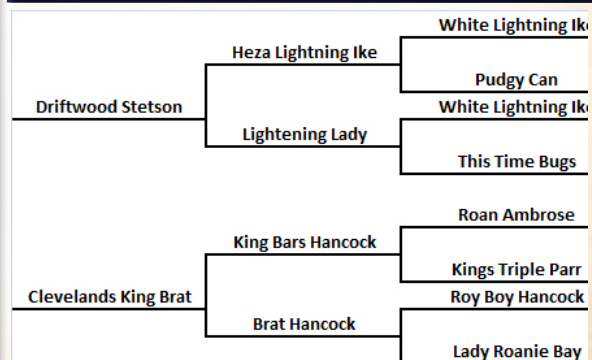 White Lightning Ik
Heza Lightning Ike
Pudgy Can
Driftwood Stetson
White Lightning Ik
Lightening Lady
This Time Bugs
Roan Ambrose
King Bars Hancock
Kings Triple Parr
Clevelands King Brat
Roy Boy Hancock
Brat Hancock
Lady Roanie Bay